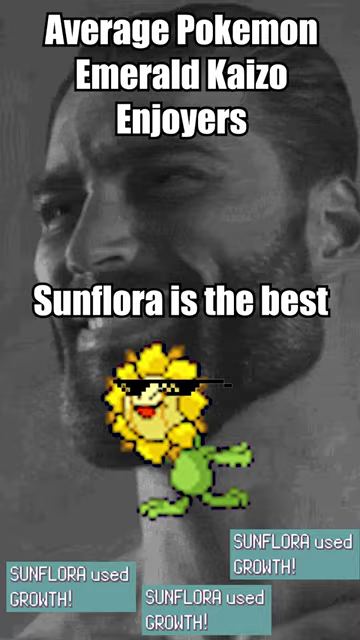 Average Pokemon
Emerald Kaizo
Enjoyers
Sunflora is the best
SUNFLORA used
GROWTH!
SUNFLORA used
GROWTH!
SUNFLORA used
GROWTH!